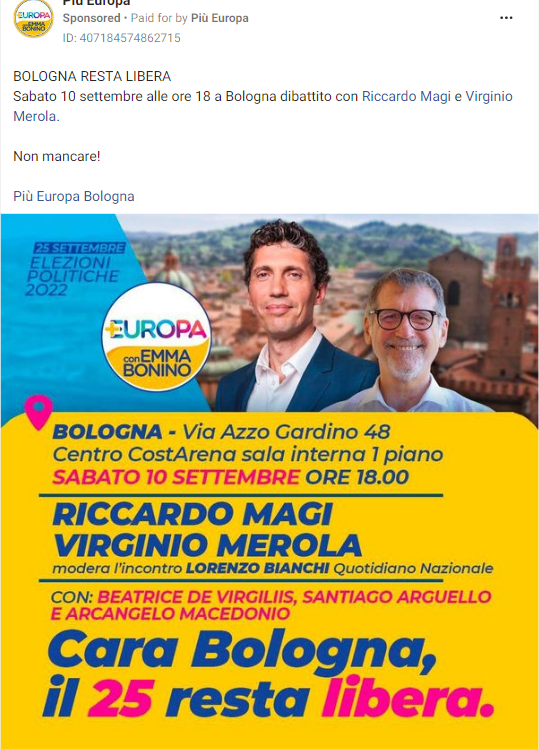 Più Europa
Sponsored • Paid for by Più Europa
ID: 407184574862715
BOLOGNA RESTA LIBERA
Sabato 10 settembre alle ore 18 a Bologna dibattito con Riccardo Magi e Virginio
Merola.
Non mancare!
Più Europa Bologna
25 SETTEMBRE
ELEZIONI
POLITICHE
2022
+EUROPA
con EMMA
BONINO
BOLOGNA - Via Azzo Gardino 48
Centro CostArena sala interna 1 piano
SABATO 10 SETTEMBRE ORE 18.00
RICCARDO MAGI
VIRGINIO MEROLA
modera l'incontro LORENZO BIANCHI Quotidiano Nazionale
CON: BEATRICE DE VIRGILIIS, SANTIAGO ARGUELLO
E ARCANGELO MACEDONIO
Cara Bologna,
il 25 resta libera.